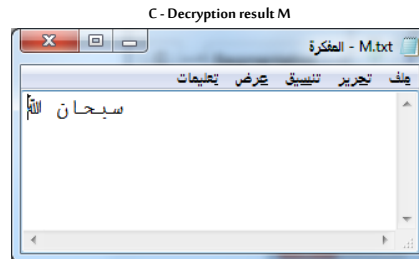 C - Decryption result M
M.txt - المفكرة
ملف تحرير تنسيق عرض تعليمات
سبحان الله